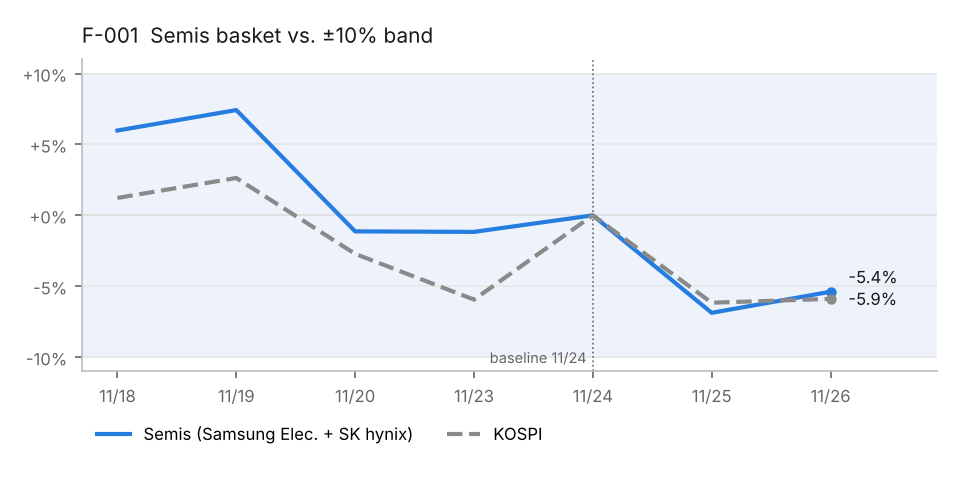 F-001 Semis basket vs. ±10% band
+10%
+5%
+0%
-5%
-10%
-5.4%
-5.9%
baseline 11/24
11/18 11/19 11/20 11/23 11/24 11/25 11/26
Semis (Samsung Elec. + SK hynix) KOSPI